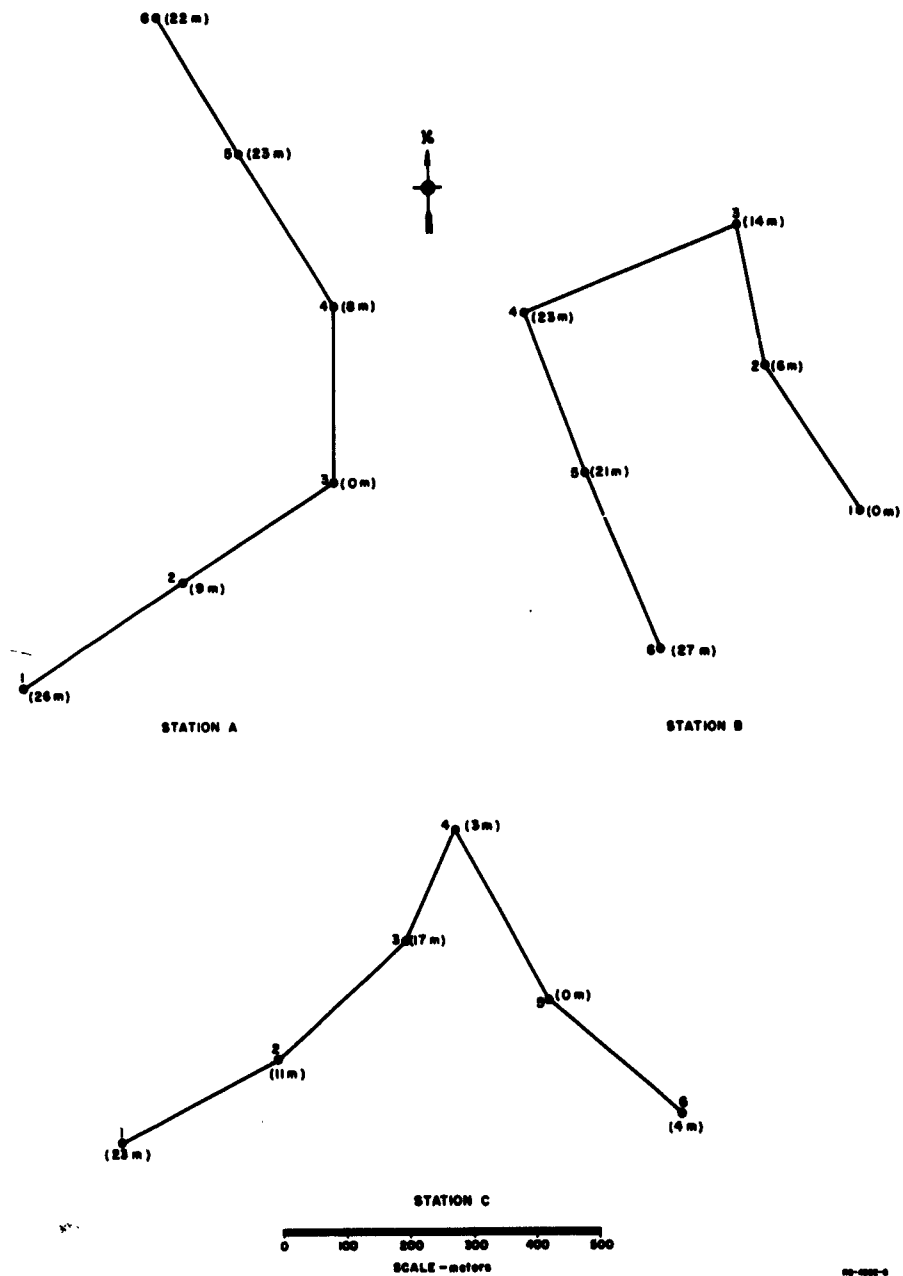 6 (22 m)
N
5 (23 m)
3
(14 m)
4 (8 m)
4 (23 m)
2 (6 m)
3 (0 m)
5 (21 m)
1 (0 m)
2
(9 m)
6 (27 m)
1
(26 m)
STATION A
STATION B
4 (3 m)
3 (17 m)
5 (0 m)
2
(11 m)
6
(4 m)
1
(23 m)
STATION C
0 100 200 300 400 500
SCALE – meters